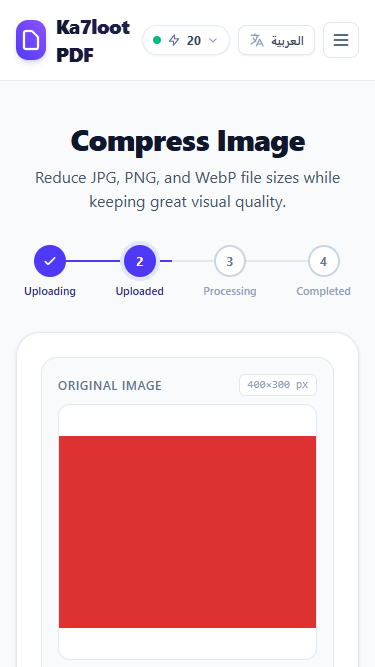 Ka7loot
PDF
20
العربية
Compress Image
Reduce JPG, PNG, and WebP file sizes while
keeping great visual quality.
2
3
4
Uploading
Uploaded
Processing
Completed
ORIGINAL IMAGE
400×300 px